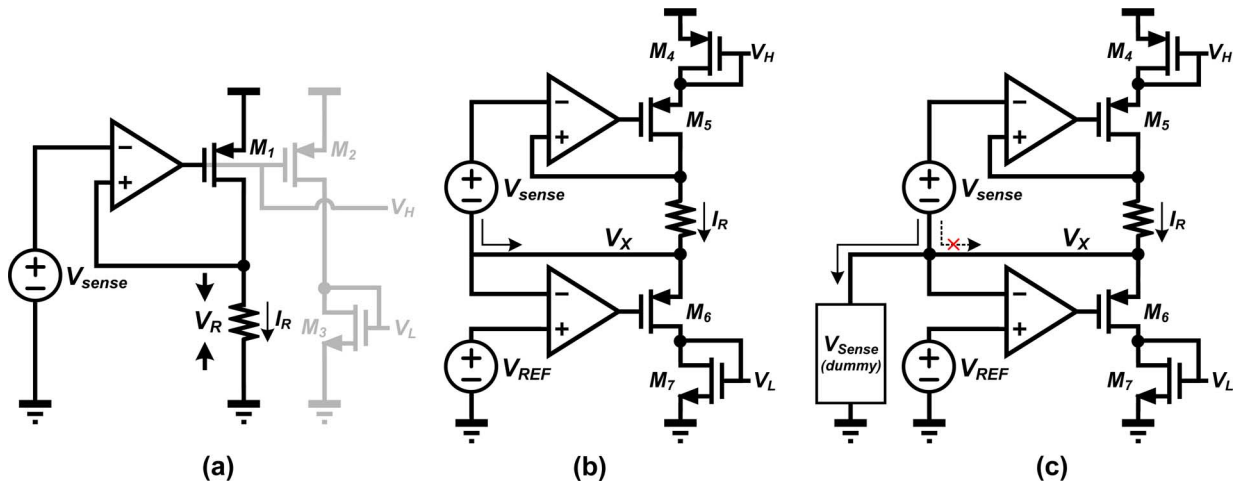 M1
M2
VH
Vsense
VR
IR
M3
VL
(a)
M4
VH
M5
Vsense
IR
VX
M6
VREF
M7
VL
(b)
M4
VH
M5
Vsense
IR
VX
M6
VSense
(dummy)
VREF
M7
VL
(c)